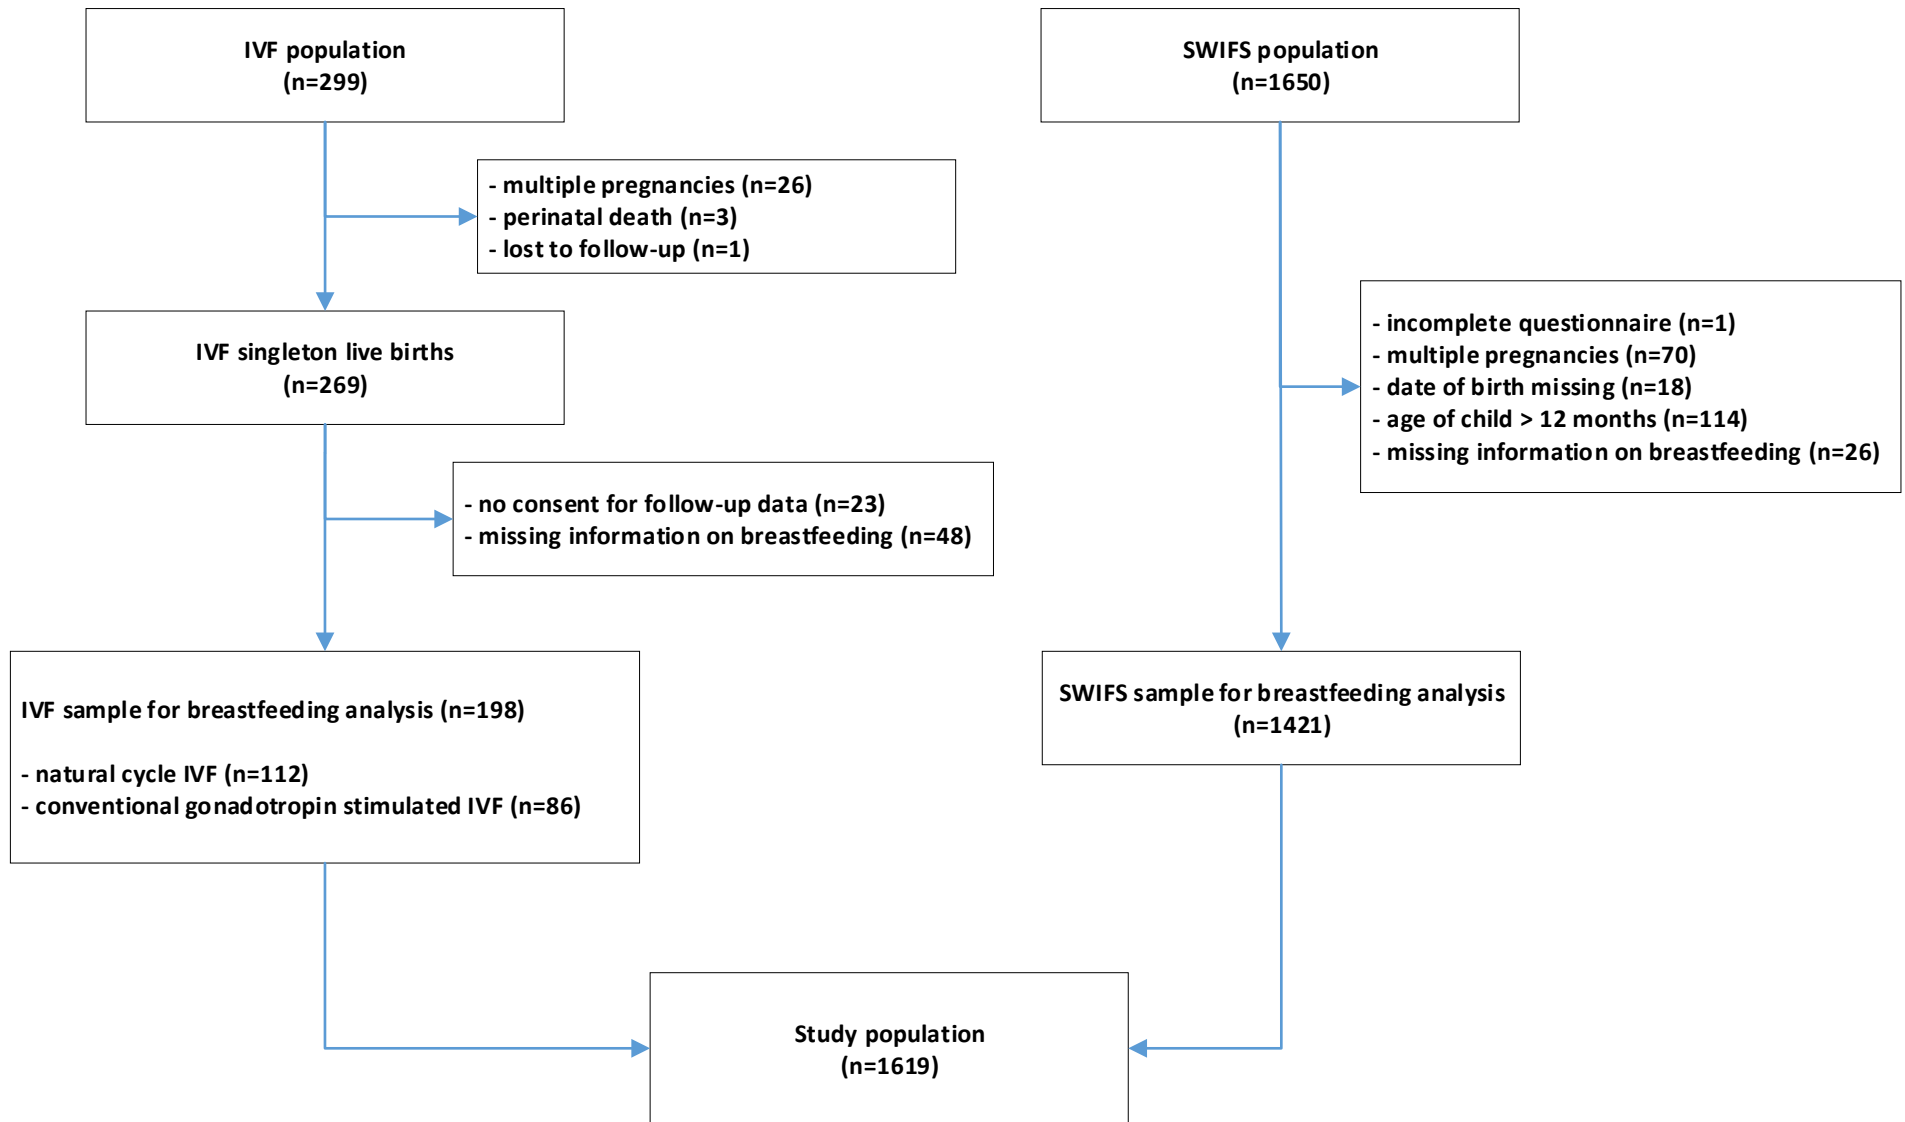 IVF population
(n=299)
SWIFS population
(n=1650)
- multiple pregnancies (n=26)
- perinatal death (n=3)
- lost to follow-up (n=1)
IVF singleton live births
(n=269)
- incomplete questionnaire (n=1)
- multiple pregnancies (n=70)
- date of birth missing (n=18)
- age of child > 12 months (n=114)
- missing information on breastfeeding (n=26)
- no consent for follow-up data (n=23)
- missing information on breastfeeding (n=48)
IVF sample for breastfeeding analysis (n=198)
- natural cycle IVF (n=112)
- conventional gonadotropin stimulated IVF (n=86)
SWIFS sample for breastfeeding analysis
(n=1421)
Study population
(n=1619)